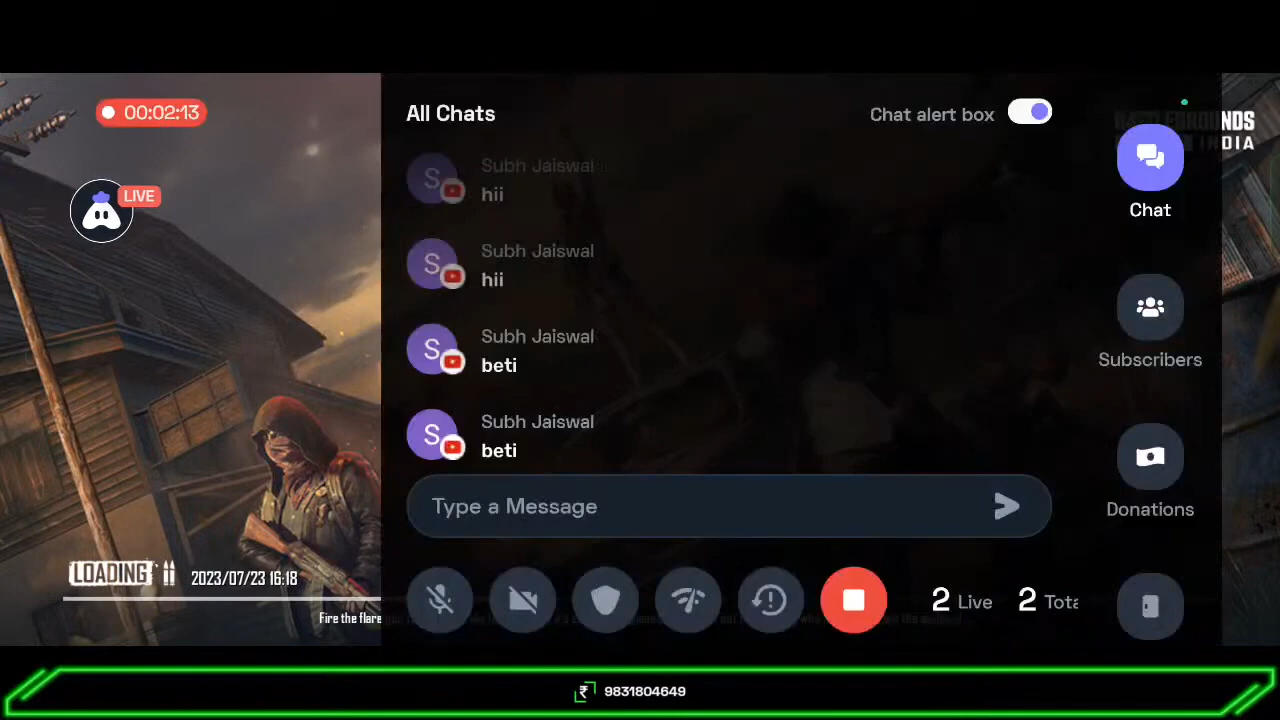 00:02:13
LIVE
All Chats
Chat alert box
INDIA
Chat
Subh Jaiswal
hii
Subh Jaiswal
hii
Subh Jaiswal
beti
Subh Jaiswal
beti
Subscribers
Donations
Type a Message
LOADING
2023/07/23 16:18
Fire the flare
2 Live
2 Tota
₹ 9831804649